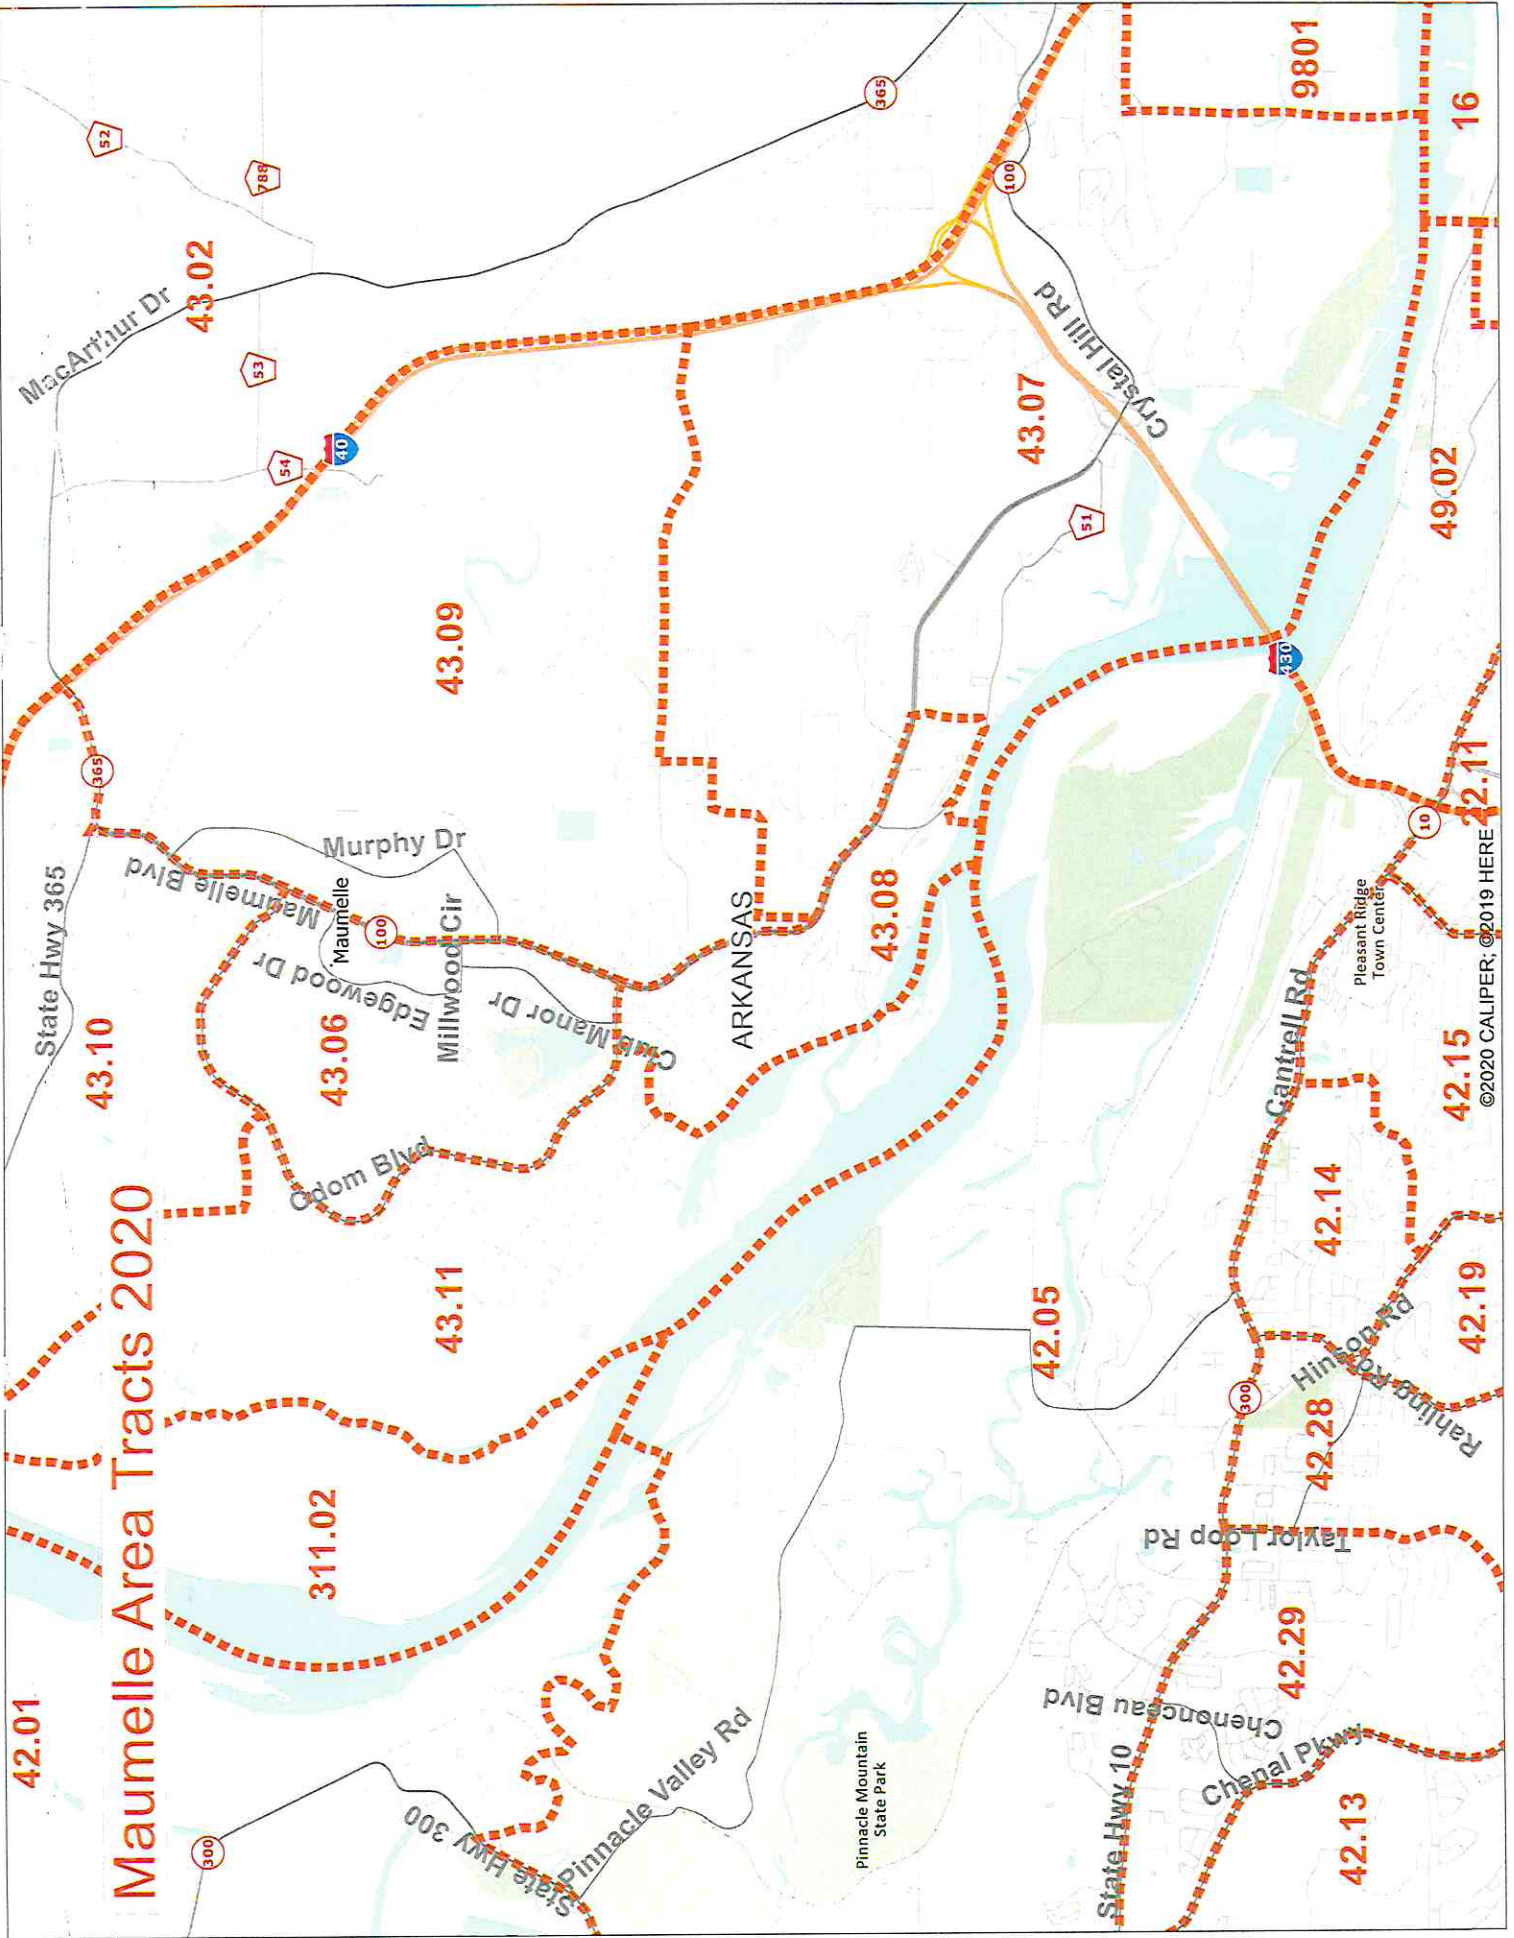 Maumelle Area Tracts 2020
42.01
311.02
43.11
43.10
43.06
43.09
43.02
43.08
43.07
9801
16
49.02
22.11
42.15
42.14
42.19
42.05
42.28
42.29
42.13
State Hwy 365
MacArthur Dr
Maumelle Blvd
Murphy Dr
Maumelle
Edgewood Dr
Millwood Cir
Club Manor Dr
Odom Blvd
ARKANSAS
Crystal Hill Rd
State Hwy 300
Pinnacle Valley Rd
Pinnacle Mountain
State Park
State Hwy 10
Chenonceau Blvd
Chenal Pkwy
Taylor Loop Rd
Hinson Rd
Rahling Rd
Cantrell Rd
Pleasant Ridge
Town Center
300
365
100
54
53
52
788
40
365
100
51
430
10
300
©2020 CALIPER; ©2019 HERE